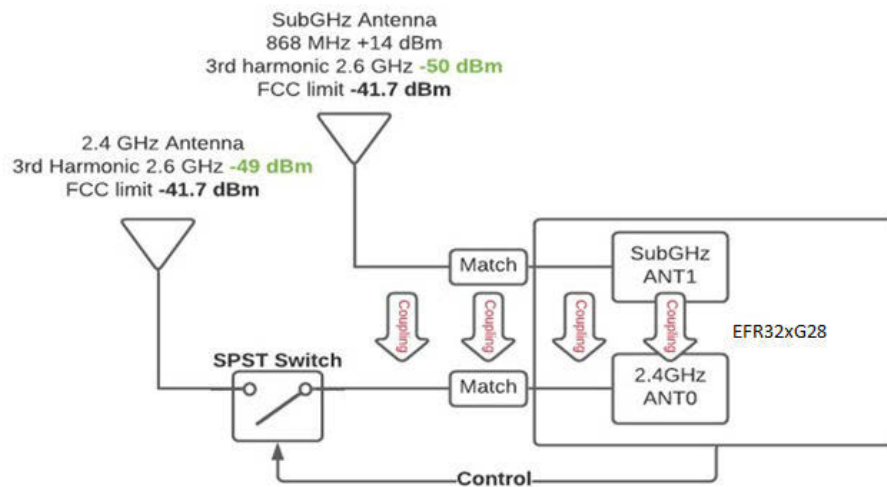 SubGHz Antenna
868 MHz +14 dBm
3rd harmonic 2.6 GHz -50 dBm
FCC limit -41.7 dBm
2.4 GHz Antenna
3rd Harmonic 2.6 GHz -49 dBm
FCC limit -41.7 dBm
Match
SubGHz
ANT1
Coupling
Coupling
Coupling
Coupling
EFR32xG28
SPST Switch
Match
2.4GHz
ANT0
Control